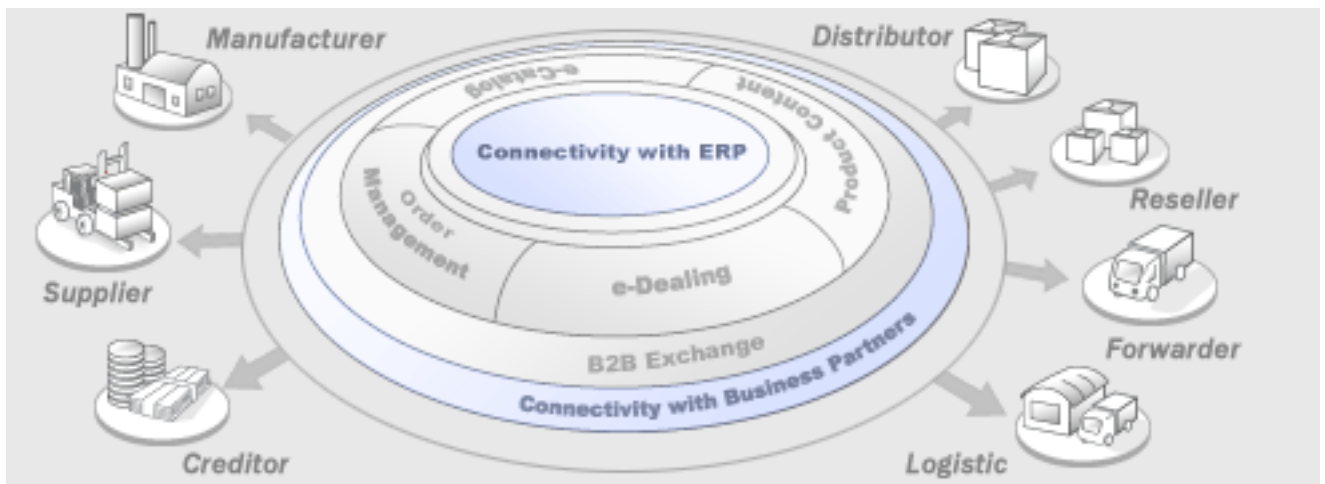 Manufacturer
Distributor
e-Catalog
Product Content
Connectivity with ERP
Order
Management
Reseller
e-Dealing
Supplier
B2B Exchange
Forwarder
Connectivity with Business Partners
Creditor
Logistic